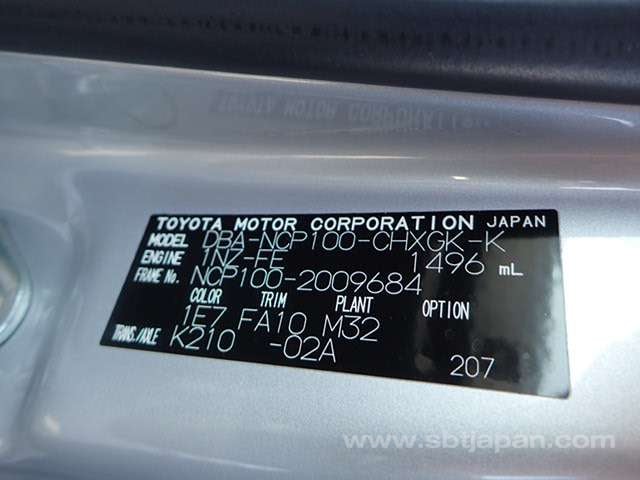 TOYOTA MOTOR CORPORATION JAPAN
MODEL DBA-NCP100-CHXGK-K
ENGINE 1NZ-FE 1496 mL
FRAME No. NCP100-2009684
COLOR TRIM PLANT OPTION
1E7 FA10 M32
TRANS./AXLE K210 -02A 207
www.sbtjapan.com